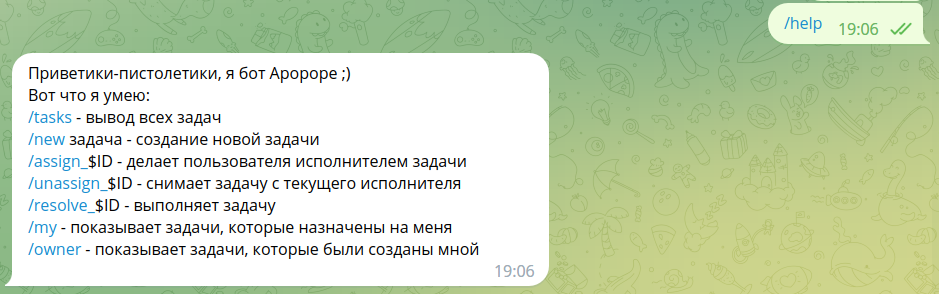 /help 19:06
Приветики-пистолетики, я бот Apopope ;)
Вот что я умею:
/tasks - вывод всех задач
/new задача - создание новой задачи
/assign_$ID - делает пользователя исполнителем задачи
/unassign_$ID - снимает задачу с текущего исполнителя
/resolve_$ID - выполняет задачу
/my - показывает задачи, которые назначены на меня
/owner - показывает задачи, которые были созданы мной
19:06